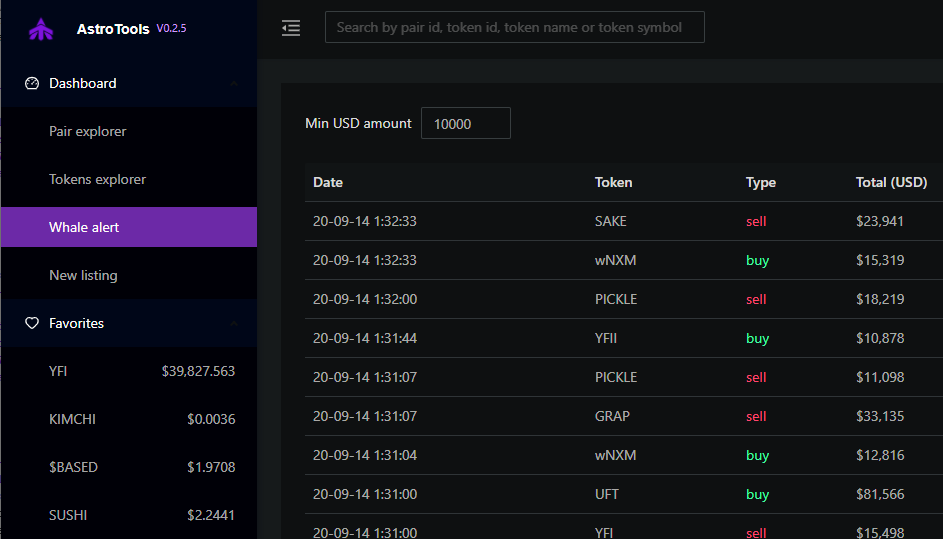 AstroTools V0.2.5
Dashboard
Pair explorer
Tokens explorer
Whale alert
New listing
Favorites
YFI $39,827.563
KIMCHI $0.0036
$BASED $1.9708
SUSHI $2.2441
Search by pair id, token id, token name or token symbol
Min USD amount 10000
Date Token Type Total (USD)
20-09-14 1:32:33 SAKE sell $23,941
20-09-14 1:32:33 wNXM buy $15,319
20-09-14 1:32:00 PICKLE sell $18,219
20-09-14 1:31:44 YFII buy $10,878
20-09-14 1:31:07 PICKLE sell $11,098
20-09-14 1:31:07 GRAP sell $33,135
20-09-14 1:31:04 wNXM buy $12,816
20-09-14 1:31:00 UFT buy $81,566
20-09-14 1:31:00 YFI sell $15,498